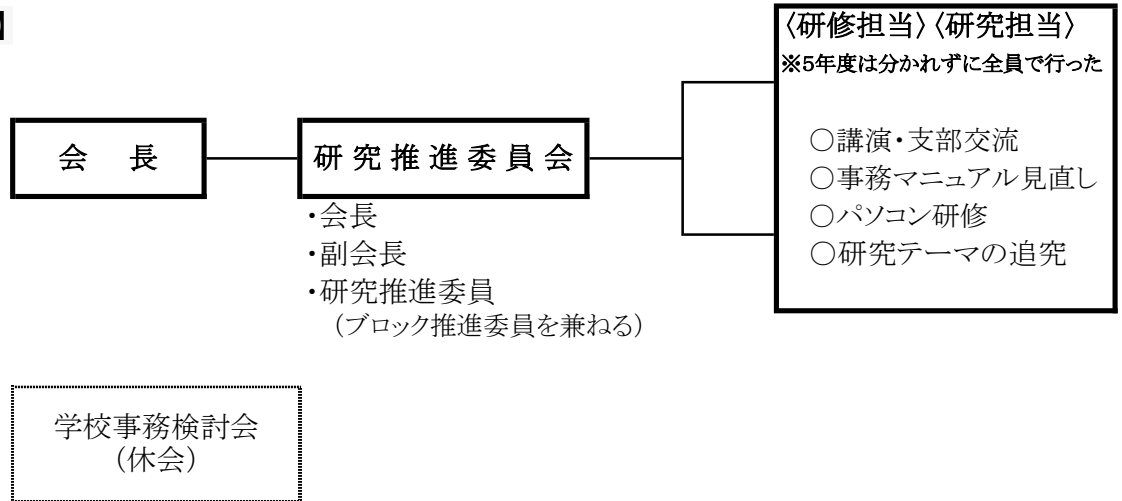 】
〈研修担当〉〈研究担当〉
※5年度は分かれずに全員で行った
○講演・支部交流
○事務マニュアル見直し
○パソコン研修
○研究テーマの追究
会 長
研究推進委員会
・会長
・副会長
・研究推進委員
(ブロック推進委員を兼ねる)
学校事務検討会
(休会)